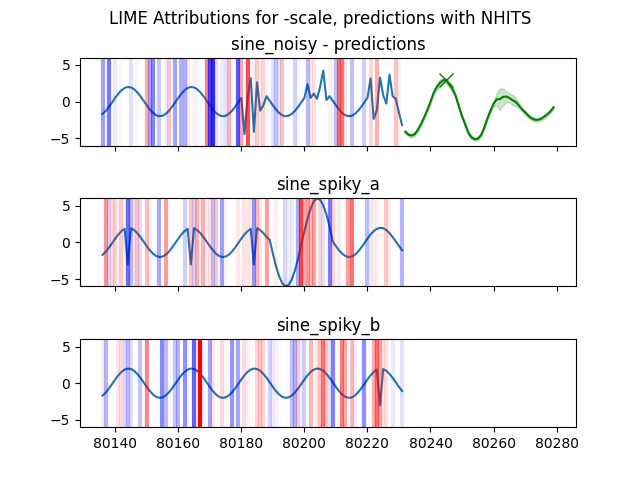 LIME Attributions for -scale, predictions with NHITS
sine_noisy - predictions
5
0
−5
sine_spiky_a
5
0
−5
sine_spiky_b
5
0
−5
80140 80160 80180 80200 80220 80240 80260 80280